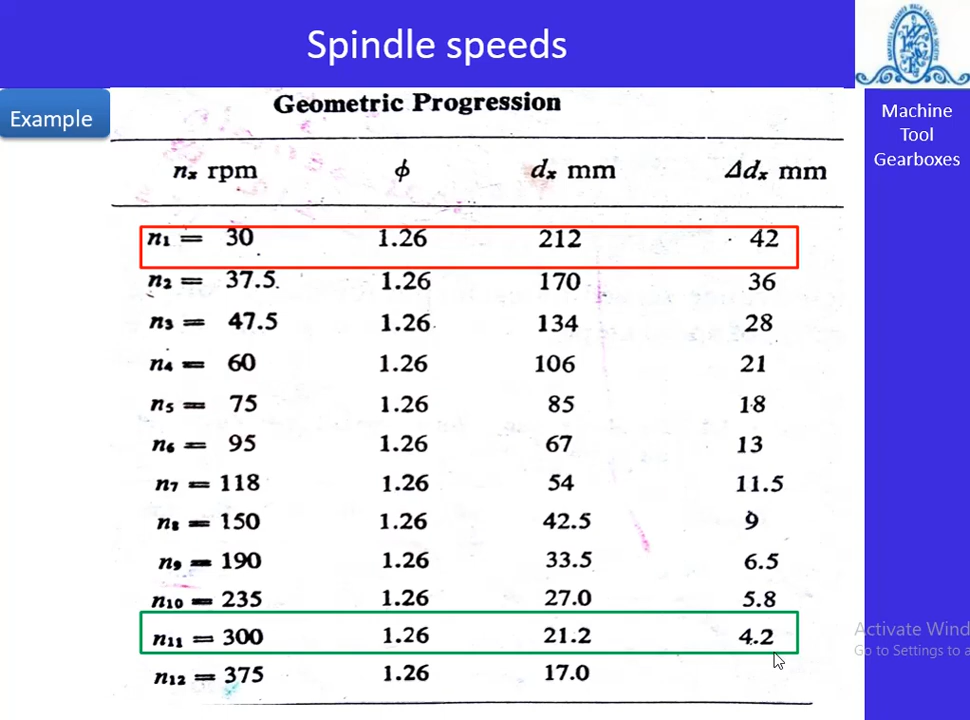 Spindle speeds
Example
Machine
Tool
Gearboxes
Geometric Progression
nₓ rpm ϕ dₓ mm Δdₓ mm
n₁ = 30 1.26 212 42
n₂ = 37.5. 1.26 170 36
n₃ = 47.5 1.26 134 28
n₄ = 60 1.26 106 21
n₅ = 75 1.26 85 18
n₆ = 95 1.26 67 13
n₇ = 118 1.26 54 11.5
n₈ = 150 1.26 42.5 9
n₉ = 190 1.26 33.5 6.5
n₁₀ = 235 1.26 27.0 5.8
n₁₁ = 300 1.26 21.2 4.2
n₁₂ = 375 1.26 17.0
Activate Wind
Go to Settings to a